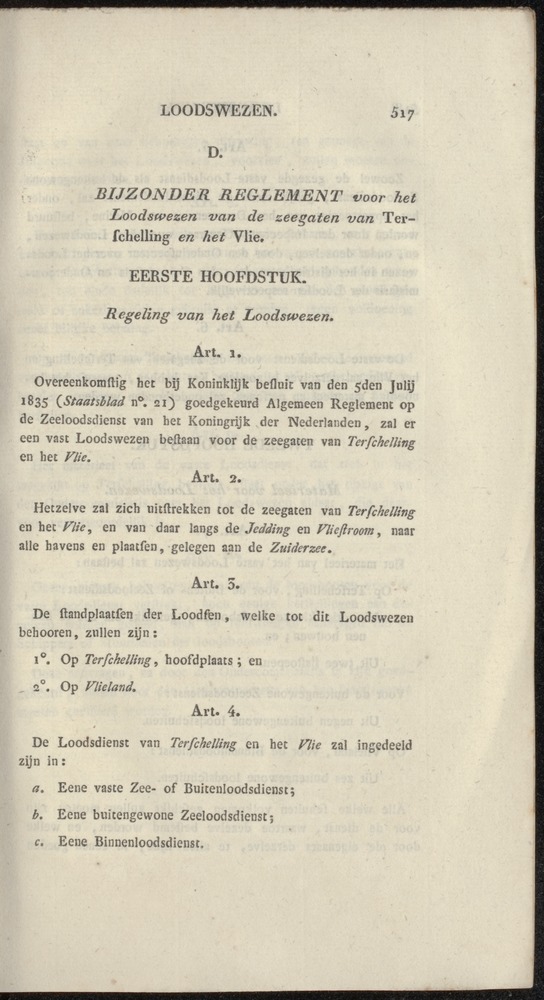 LOODSWEZEN. 517
D.
BIJZONDER REGLEMENT voor het
Loodswezen van de zeegaten van Ter-
ſchelling en het Vlie.
EERSTE HOOFDSTUK.
Regeling van het Loodswezen.
Art. 1.
Overeenkomſtig het bij Koninklijk beſluit van den 5den Julij
1835 (Staatsblad nº. 21) goedgekeurd Algemeen Reglement op
de Zeeloodsdienst van het Koningrijk der Nederlanden, zal er
een vast Loodswezen beſtaan voor de zeegaten van Terſchelling
en het Vlie.
Art. 2.
Hetzelve zal zich uitſtrekken tot de zeegaten van Terſchelling
en het Vlie, en van daar langs de Jedding en Vlieſtroom, naar
alle havens en plaatſen, gelegen aan de Zuiderzee.
Art. 3.
De ſtandplaatſen der Loodſen, welke tot dit Loodswezen
behooren, zullen zijn:
1º. Op Terſchelling, hoofdplaats; en
2º. Op Vlieland.
Art. 4.
De Loodsdienst van Terſchelling en het Vlie zal ingedeeld
zijn in:
a. Eene vaste Zee- of Buitenloodsdienst;
b. Eene buitengewone Zeeloodsdienst;
c. Eene Binnenloodsdienst.